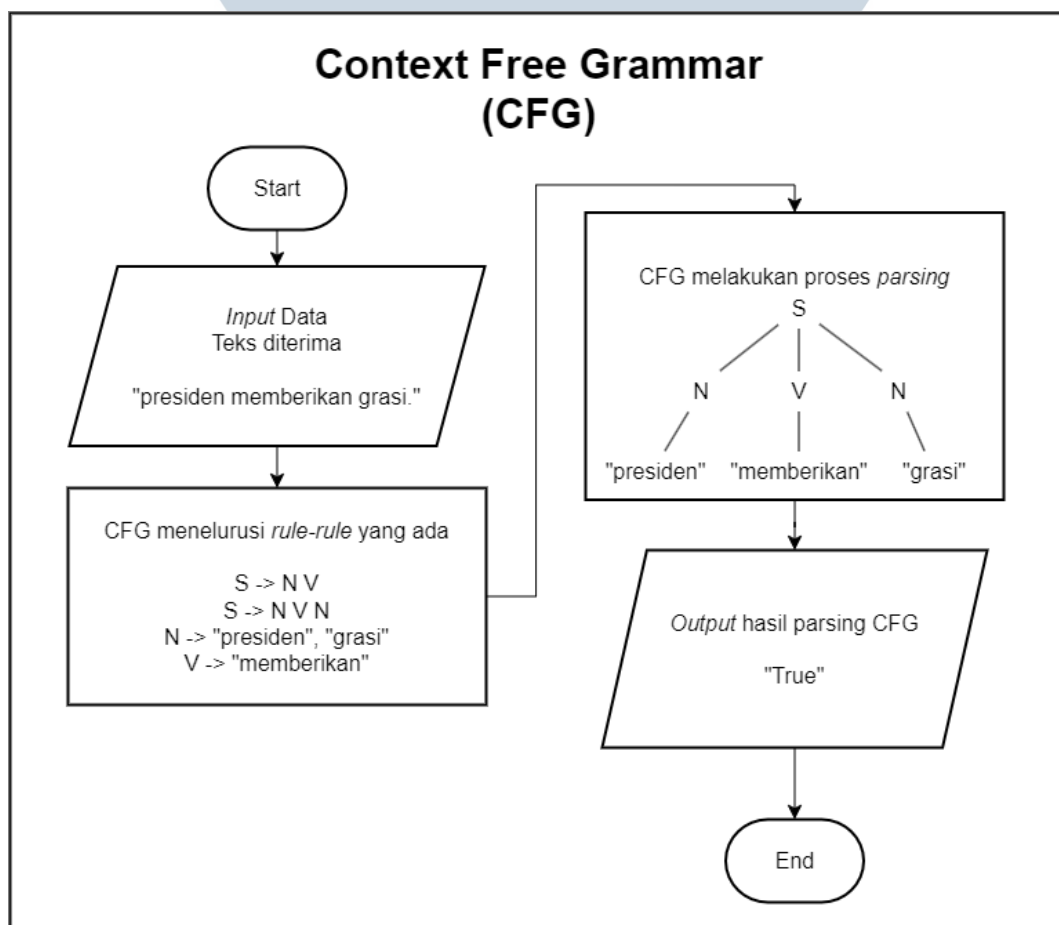 Context Free Grammar
(CFG)
Start
Input Data
Teks diterima
"presiden memberikan grasi."
CFG menelurusi rule-rule yang ada
S -> N V
S -> N V N
N -> "presiden", "grasi"
V -> "memberikan"
CFG melakukan proses parsing
S
N V N
"presiden" "memberikan" "grasi"
Output hasil parsing CFG
"True"
End